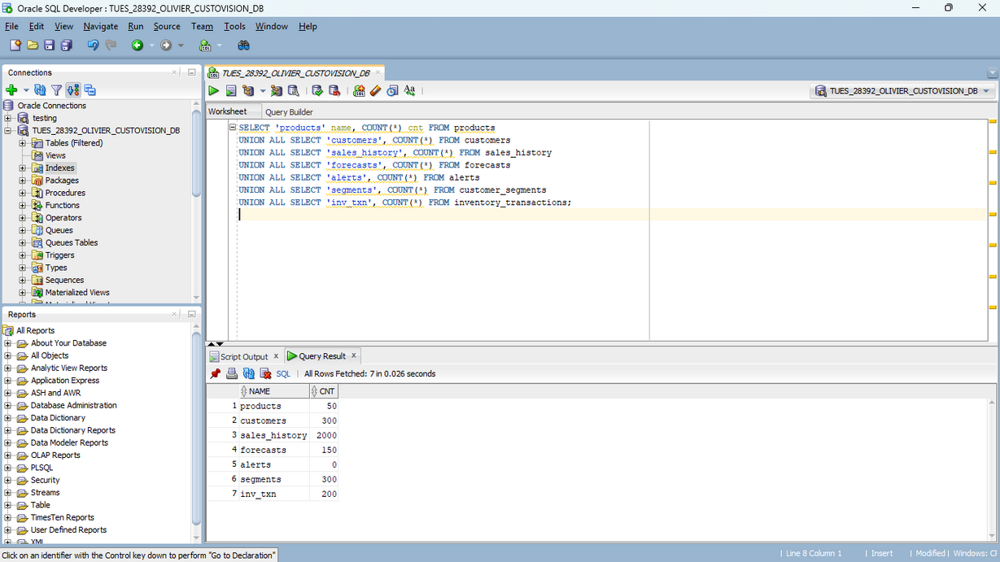 Oracle SQL Developer : TUES_28392_OLIVIER_CUSTOVISION_DB
File Edit View Navigate Run Source Team Tools Window Help
Connections
Oracle Connections
testing
TUES_28392_OLIVIER_CUSTOVISION_DB
Tables (Filtered)
Views
Indexes
Packages
Procedures
Functions
Operators
Queues
Queues Tables
Triggers
Types
Sequences
Materialized Views
Reports
All Reports
About Your Database
All Objects
Analytic View Reports
Application Express
ASH and AWR
Database Administration
Data Dictionary
Data Dictionary Reports
Data Modeler Reports
OLAP Reports
PLSQL
Security
Streams
Table
TimesTen Reports
User Defined Reports
XML
TUES_28392_OLIVIER_CUSTOVISION_DB
TUES_28392_OLIVIER_CUSTOVISION_DB
Worksheet Query Builder
SELECT 'products' name, COUNT(*) cnt FROM products
UNION ALL SELECT 'customers', COUNT(*) FROM customers
UNION ALL SELECT 'sales_history', COUNT(*) FROM sales_history
UNION ALL SELECT 'forecasts', COUNT(*) FROM forecasts
UNION ALL SELECT 'alerts', COUNT(*) FROM alerts
UNION ALL SELECT 'segments', COUNT(*) FROM customer_segments
UNION ALL SELECT 'inv_txn', COUNT(*) FROM inventory_transactions;
Script Output x Query Result x
SQL | All Rows Fetched: 7 in 0.026 seconds
NAME CNT
1 products 50
2 customers 300
3 sales_history 2000
4 forecasts 150
5 alerts 0
6 segments 300
7 inv_txn 200
Click on an identifier with the Control key down to perform "Go to Declaration"
| Line 8 Column 1 | Insert | Modified | Windows: